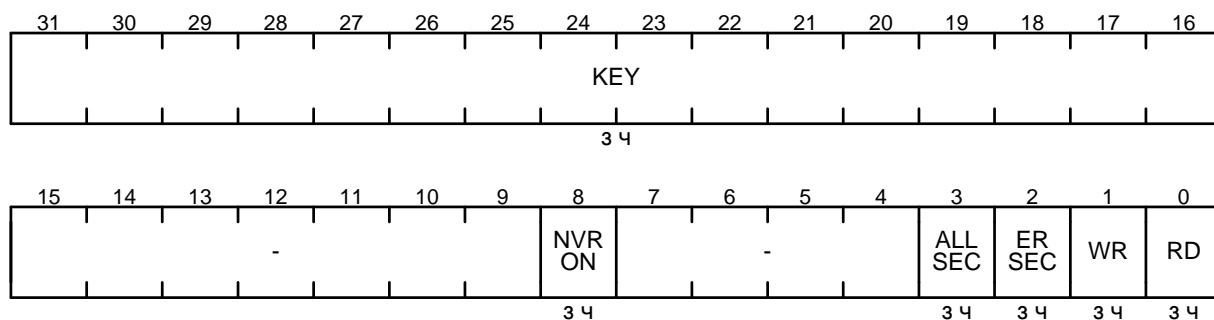 31 30 29 28 27 26 25 24 23 22 21 20 19 18 17 16
KEY
З Ч
15 14 13 12 11 10 9 8 7 6 5 4 3 2 1 0
- NVR ON - ALL SEC ER SEC WR RD
З Ч З Ч З Ч З Ч З Ч